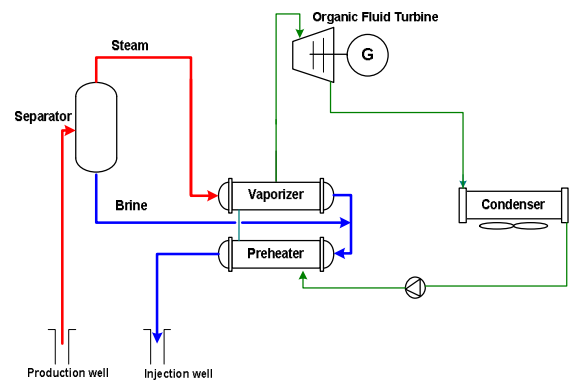 Organic Fluid Turbine
Steam
G
Separator
Vaporizer
Brine
Condenser
Preheater
Production well
Injection well